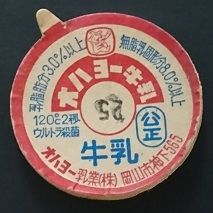 乳脂肪分3.0%以上
無脂乳固形分8.0%以上
オハヨー牛乳
25
120℃2秒
ウルトラ殺菌
公正
牛乳
オハヨー乳業(株)岡山市神下565